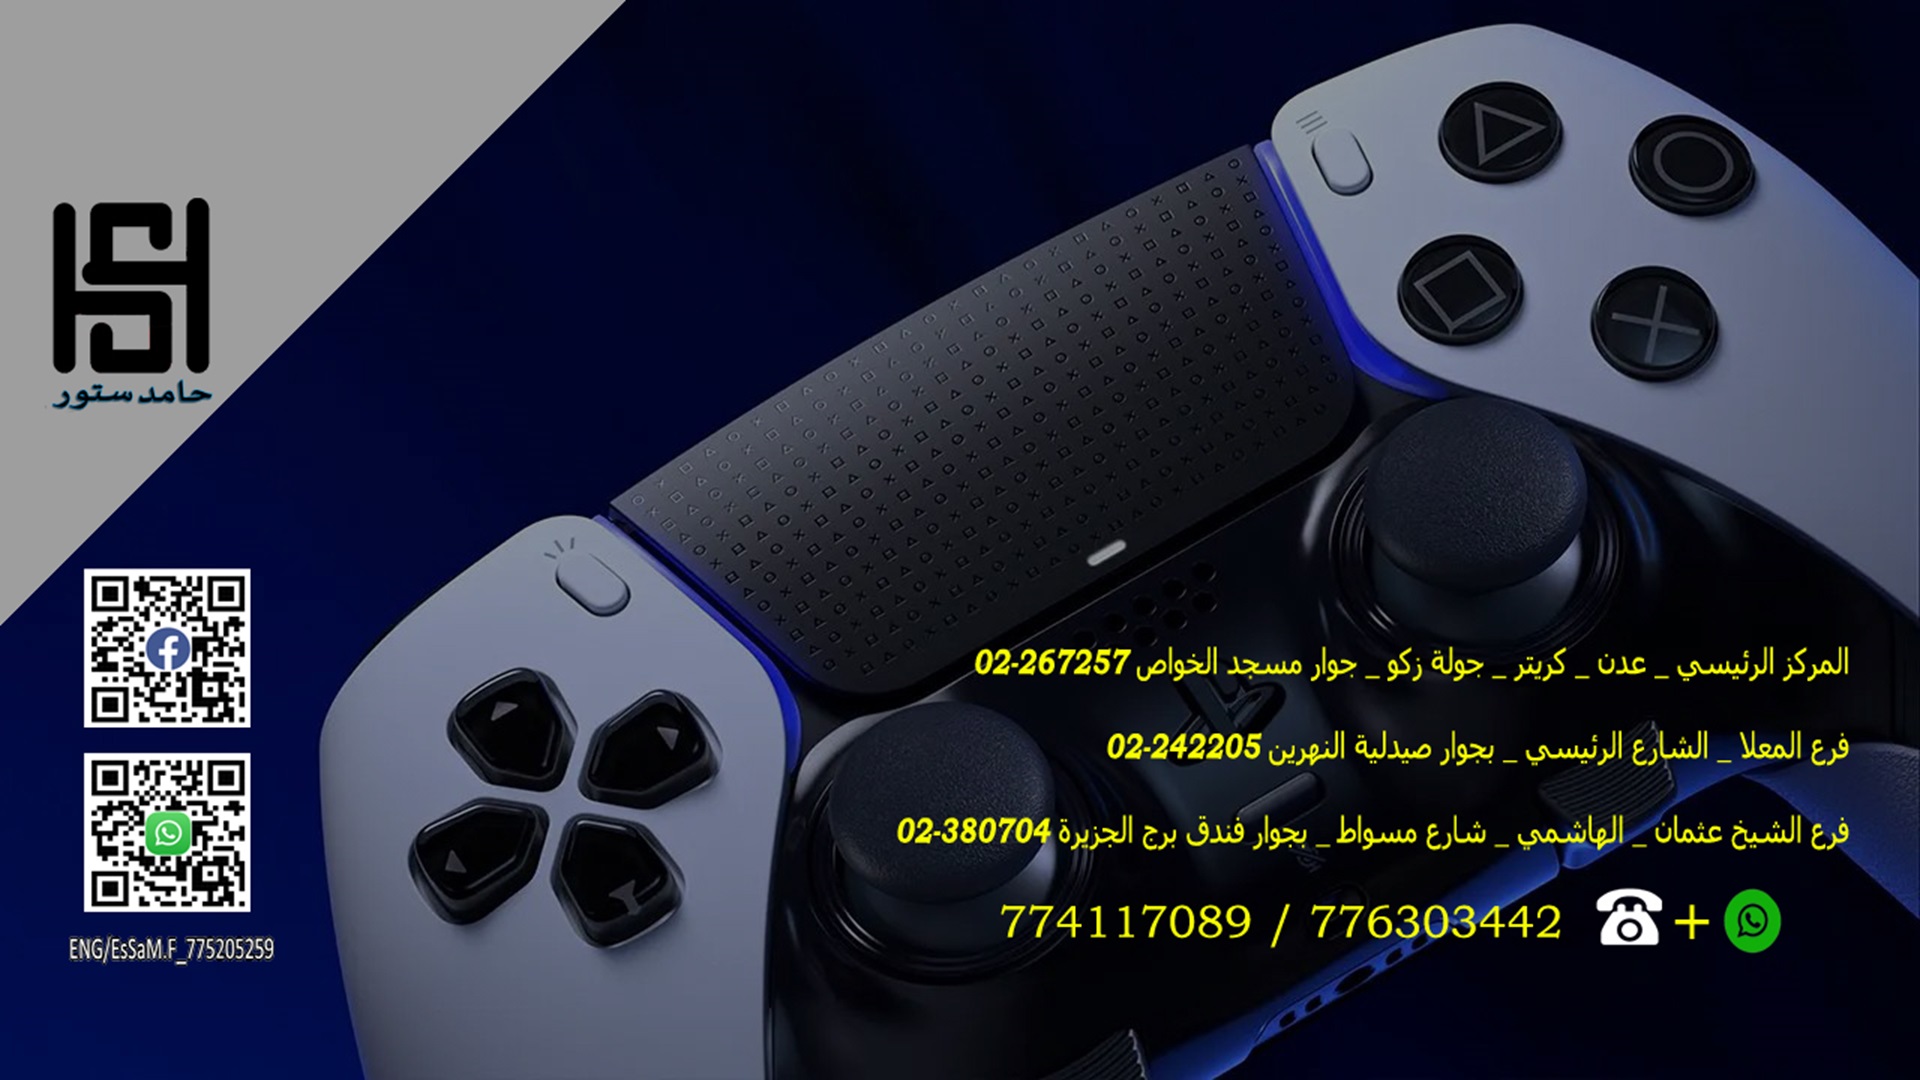 حامد ستور
المركز الرئيسي _ عدن _ كريتر _ جولة زكو _ جوار مسجد الخواص 02-267257
فرع المعلا _ الشارع الرئيسي _ بجوار صيدلية النهرين 02-242205
فرع الشيخ عثمان _ الهاشمي _ شارع مسواط _ بجوار فندق برج الجزيرة 02-380704
774117089 / 776303442 +
ENG/EsSaM.F_775205259